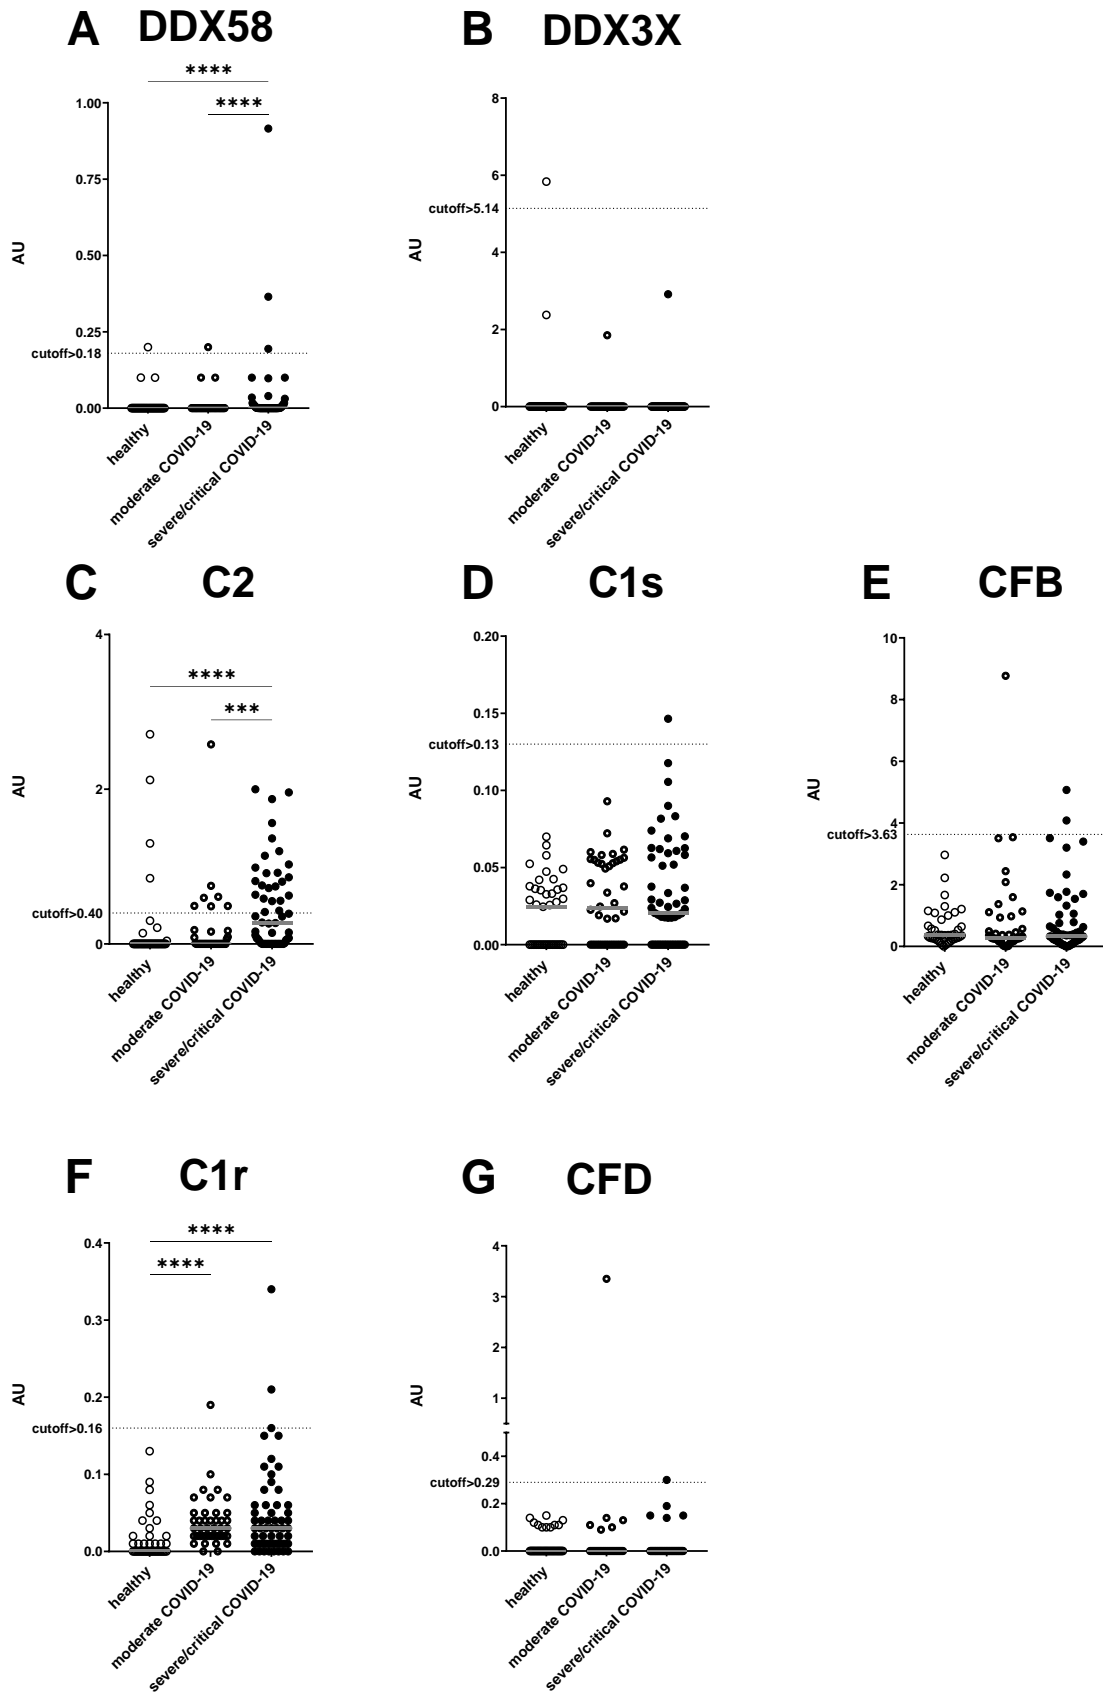 A DDX58
****
****
1.00
0.75
0.50
0.25
cutoff>0.18
0.00
AU
healthy
moderate COVID-19
severe/critical COVID-19
B DDX3X
8
6
cutoff>5.14
4
2
0
AU
healthy
moderate COVID-19
severe/critical COVID-19
C C2
4
****
***
2
cutoff>0.40
0
AU
healthy
moderate COVID-19
severe/critical COVID-19
D C1s
0.20
0.15
cutoff>0.13
0.10
0.05
0.00
AU
healthy
moderate COVID-19
severe/critical COVID-19
E CFB
10
8
6
4
cutoff>3.63
2
0
AU
healthy
moderate COVID-19
severe/critical COVID-19
F C1r
****
****
0.4
0.3
0.2
cutoff>0.16
0.1
0.0
AU
healthy
moderate COVID-19
severe/critical COVID-19
G CFD
4
3
2
1
0.4
cutoff>0.29
0.2
0.0
AU
healthy
moderate COVID-19
severe/critical COVID-19